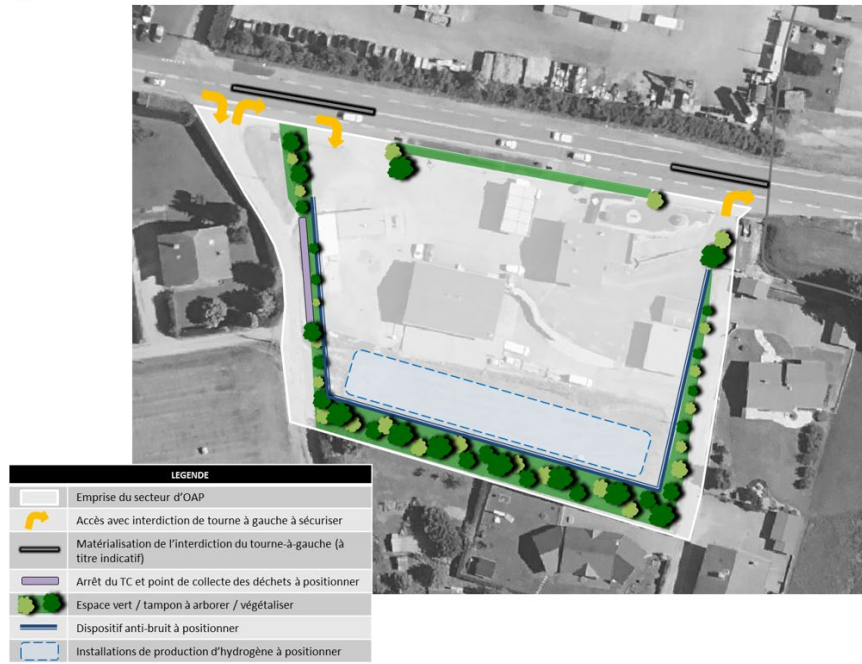 LEGENDE
Emprise du secteur d'OAP
Accès avec interdiction de tourne à gauche à sécuriser
Matérialisation de l'interdiction du tourne-à-gauche (à
titre indicatif)
Arrêt du TC et point de collecte des déchets à positionner
Espace vert / tampon à arborer / végétaliser
Dispositif anti-bruit à positionner
Installations de production d'hydrogène à positionner